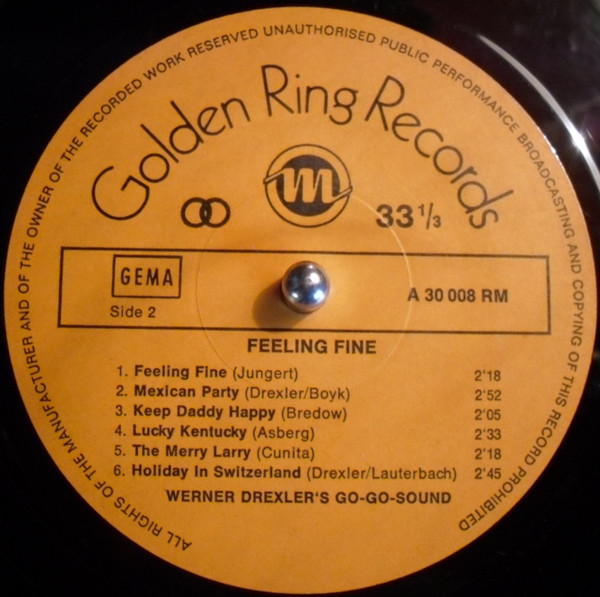 ALL RIGHTS OF THE MANUFACTURER AND OF THE OWNER OF THE RECORDED WORK RESERVED UNAUTHORISED PUBLIC PERFORMANCE BROADCASTING AND COPYING OF THIS RECORD PROHIBITED
Golden Ring Records
m
33 1/3
GEMA
Side 2
A 30 008 RM
FEELING FINE
1. Feeling Fine (Jungert) 2'18
2. Mexican Party (Drexler/Boyk) 2'52
3. Keep Daddy Happy (Bredow) 2'05
4. Lucky Kentucky (Asberg) 2'33
5. The Merry Larry (Cunita) 2'18
6. Holiday In Switzerland (Drexler/Lauterbach) 2'45
WERNER DREXLER'S GO-GO-SOUND